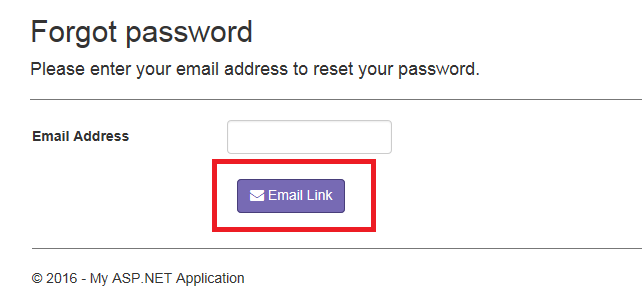 Forgot password
Please enter your email address to reset your password.
Email Address
Email Link
© 2016 - My ASP.NET Application